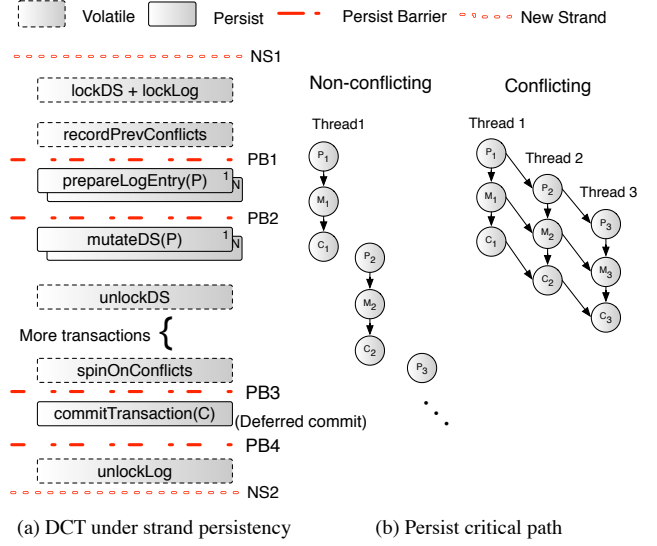 Volatile
Persist
Persist Barrier
New Strand
NS1
lockDS + lockLog
recordPrevConflicts
PB1
prepareLogEntry(P) 1 N
PB2
mutateDS(P) 1 N
unlockDS
More transactions {
spinOnConflicts
PB3
commitTransaction(C)
(Deferred commit)
PB4
unlockLog
NS2
(a) DCT under strand persistency
Non-conflicting
Thread1
P1
M1
C1
P2
M2
C2
P3
Conflicting
Thread 1
Thread 2
Thread 3
P1
P2
P3
M1
M2
M3
C1
C2
C3
(b) Persist critical path